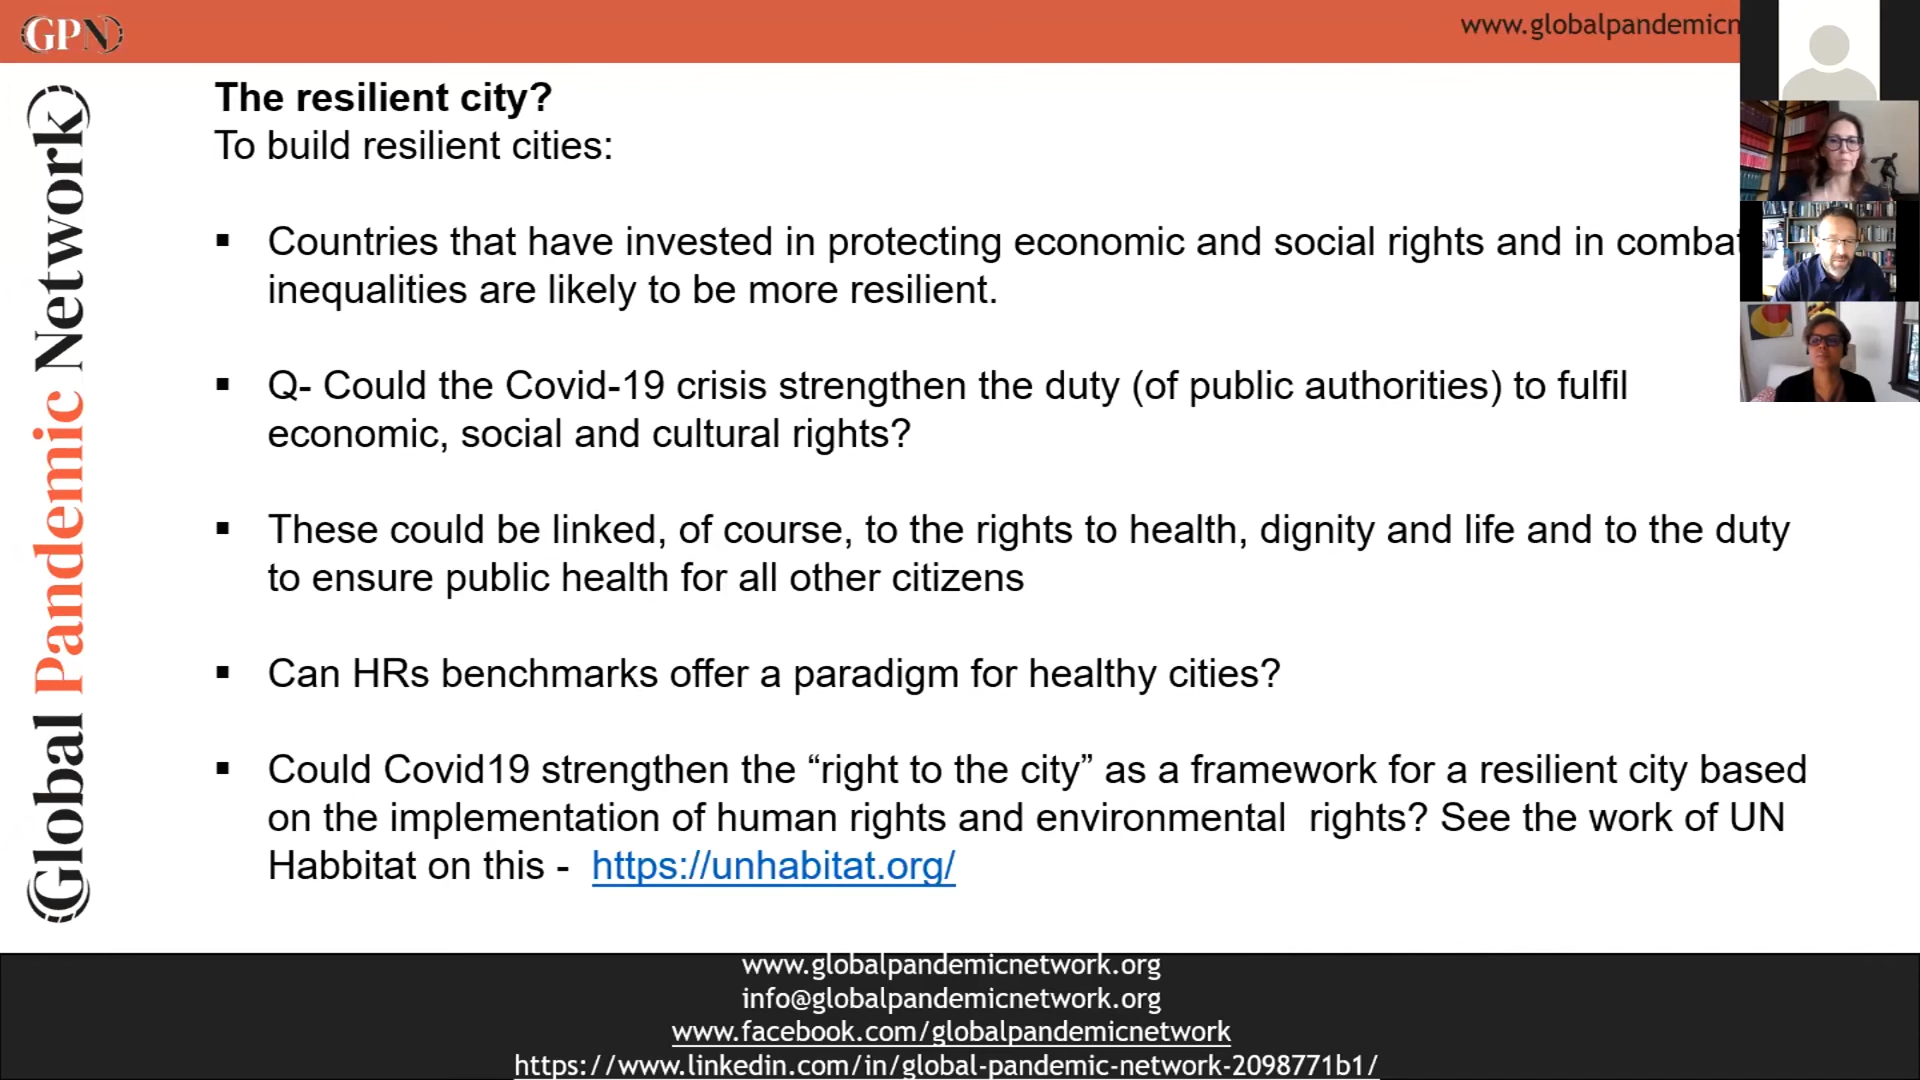 GPN
www.globalpandemicn
Global Pandemic Network
The resilient city?
To build resilient cities:
▪ Countries that have invested in protecting economic and social rights and in combat
inequalities are likely to be more resilient.
▪ Q- Could the Covid-19 crisis strengthen the duty (of public authorities) to fulfil
economic, social and cultural rights?
▪ These could be linked, of course, to the rights to health, dignity and life and to the duty
to ensure public health for all other citizens
▪ Can HRs benchmarks offer a paradigm for healthy cities?
▪ Could Covid19 strengthen the “right to the city” as a framework for a resilient city based
on the implementation of human rights and environmental  rights? See the work of UN
Habbitat on this -  https://unhabitat.org/
www.globalpandemicnetwork.org
info@globalpandemicnetwork.org
www.facebook.com/globalpandemicnetwork
https://www.linkedin.com/in/global-pandemic-network-2098771b1/